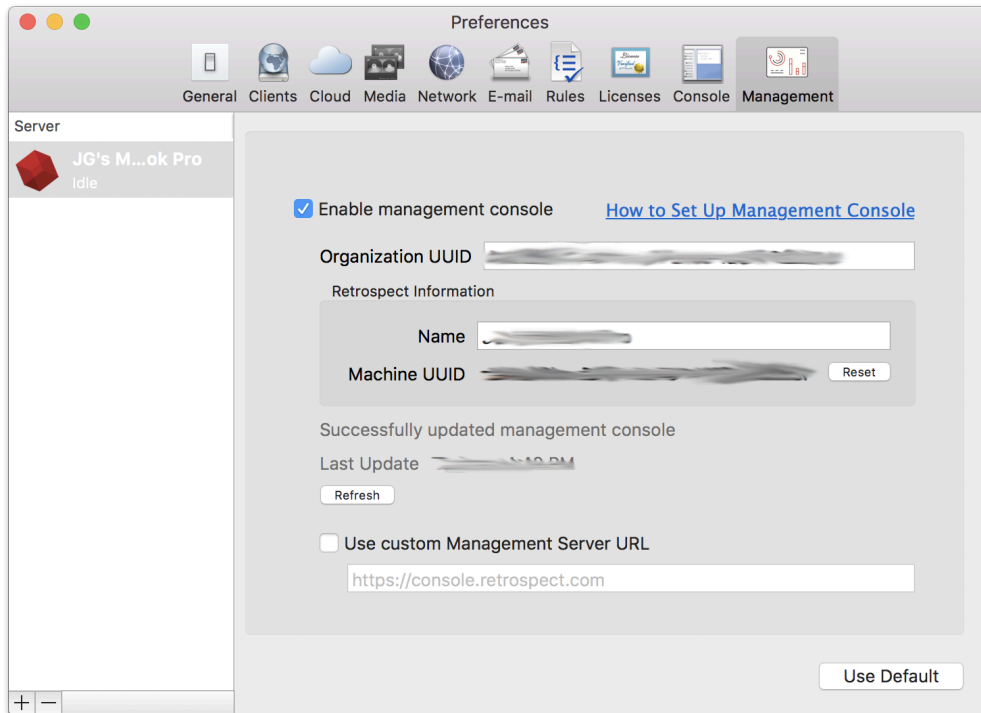 Preferences
General Clients Cloud Media Network E-mail Rules Licenses Console Management
Server
JG's M...ok Pro
Idle
Enable management console How to Set Up Management Console
Organization UUID
Retrospect Information
Name
Machine UUID Reset
Successfully updated management console
Last Update PM
Refresh
Use custom Management Server URL
https://console.retrospect.com
Use Default